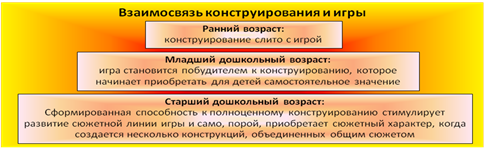 Взаимосвязь конструирования и игры
Ранний возраст:
конструирование слито с игрой
Младший дошкольный возраст:
игра становится побудителем к конструированию, которое
начинает приобретать для детей самостоятельное значение
Старший дошкольный возраст:
Сформированная способность к полноценному конструированию стимулирует
развитие сюжетной линии игры и само, порой, приобретает сюжетный характер, когда
создается несколько конструкций, объединенных общим сюжетом